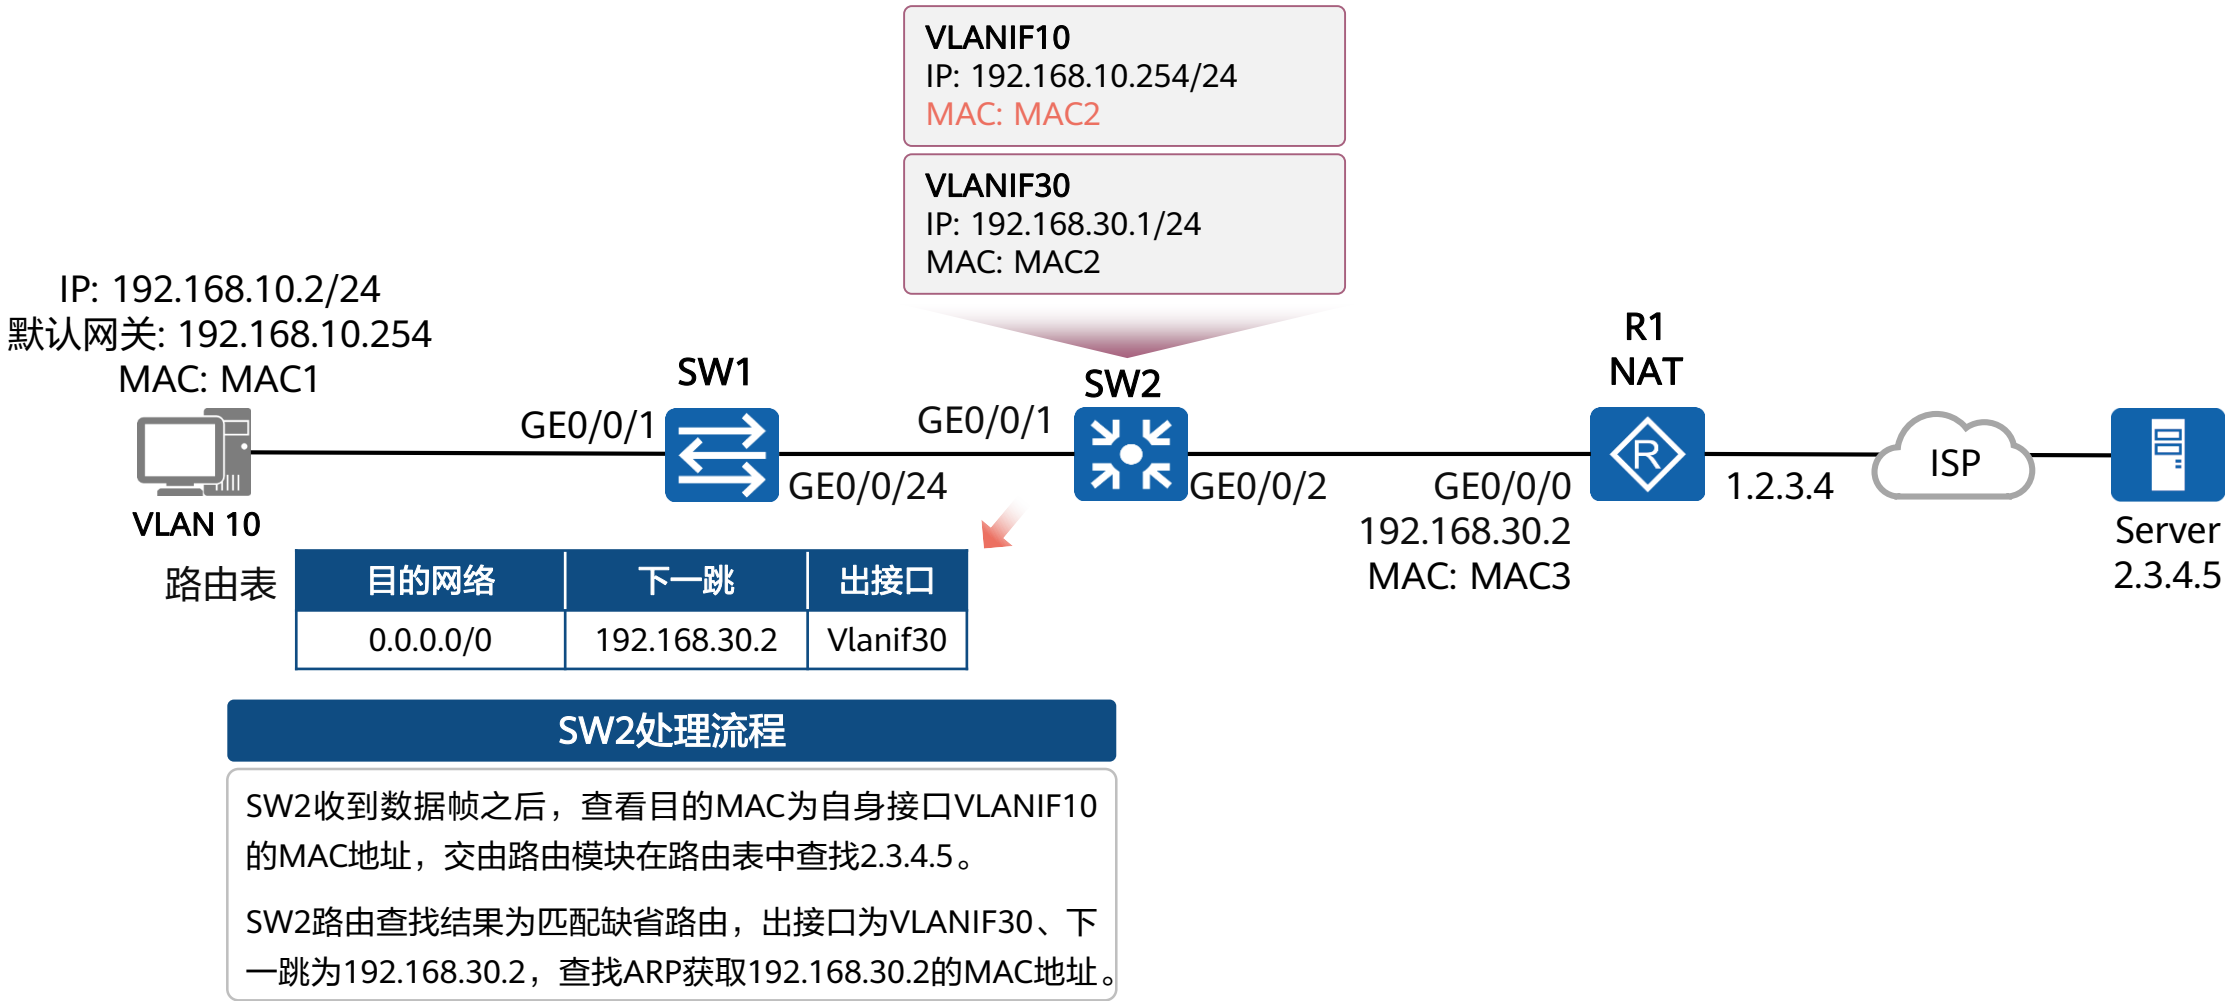 VLANIF10
IP: 192.168.10.254/24
MAC: MAC2
VLANIF30
IP: 192.168.30.1/24
MAC: MAC2
IP: 192.168.10.2/24
默认网关: 192.168.10.254
MAC: MAC1
VLAN 10
SW1
GE0/0/1
GE0/0/24
SW2
GE0/0/1
GE0/0/2
R1
NAT
GE0/0/0
192.168.30.2
MAC: MAC3
R
1.2.3.4
ISP
Server
2.3.4.5
路由表
目的网络 下一跳 出接口
0.0.0.0/0 192.168.30.2 Vlanif30
SW2处理流程
SW2收到数据帧之后，查看目的MAC为自身接口VLANIF10
的MAC地址，交由路由模块在路由表中查找2.3.4.5。
SW2路由查找结果为匹配缺省路由，出接口为VLANIF30、下
一跳为192.168.30.2，查找ARP获取192.168.30.2的MAC地址。